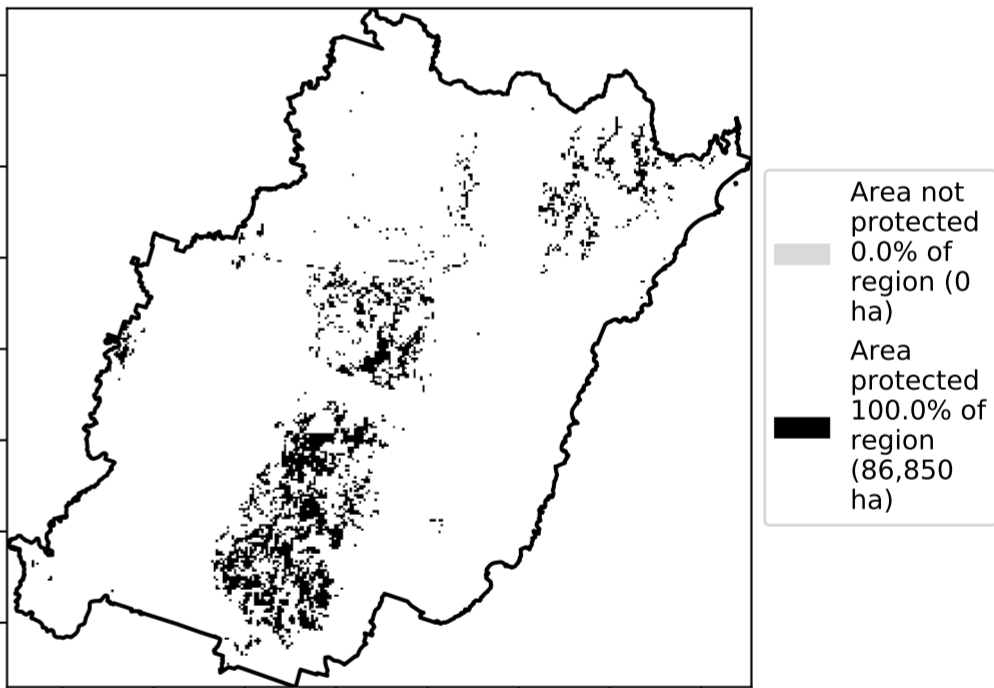 Area not
protected
0.0% of
region (0
ha)
Area
protected
100.0% of
region
(86,850
ha)